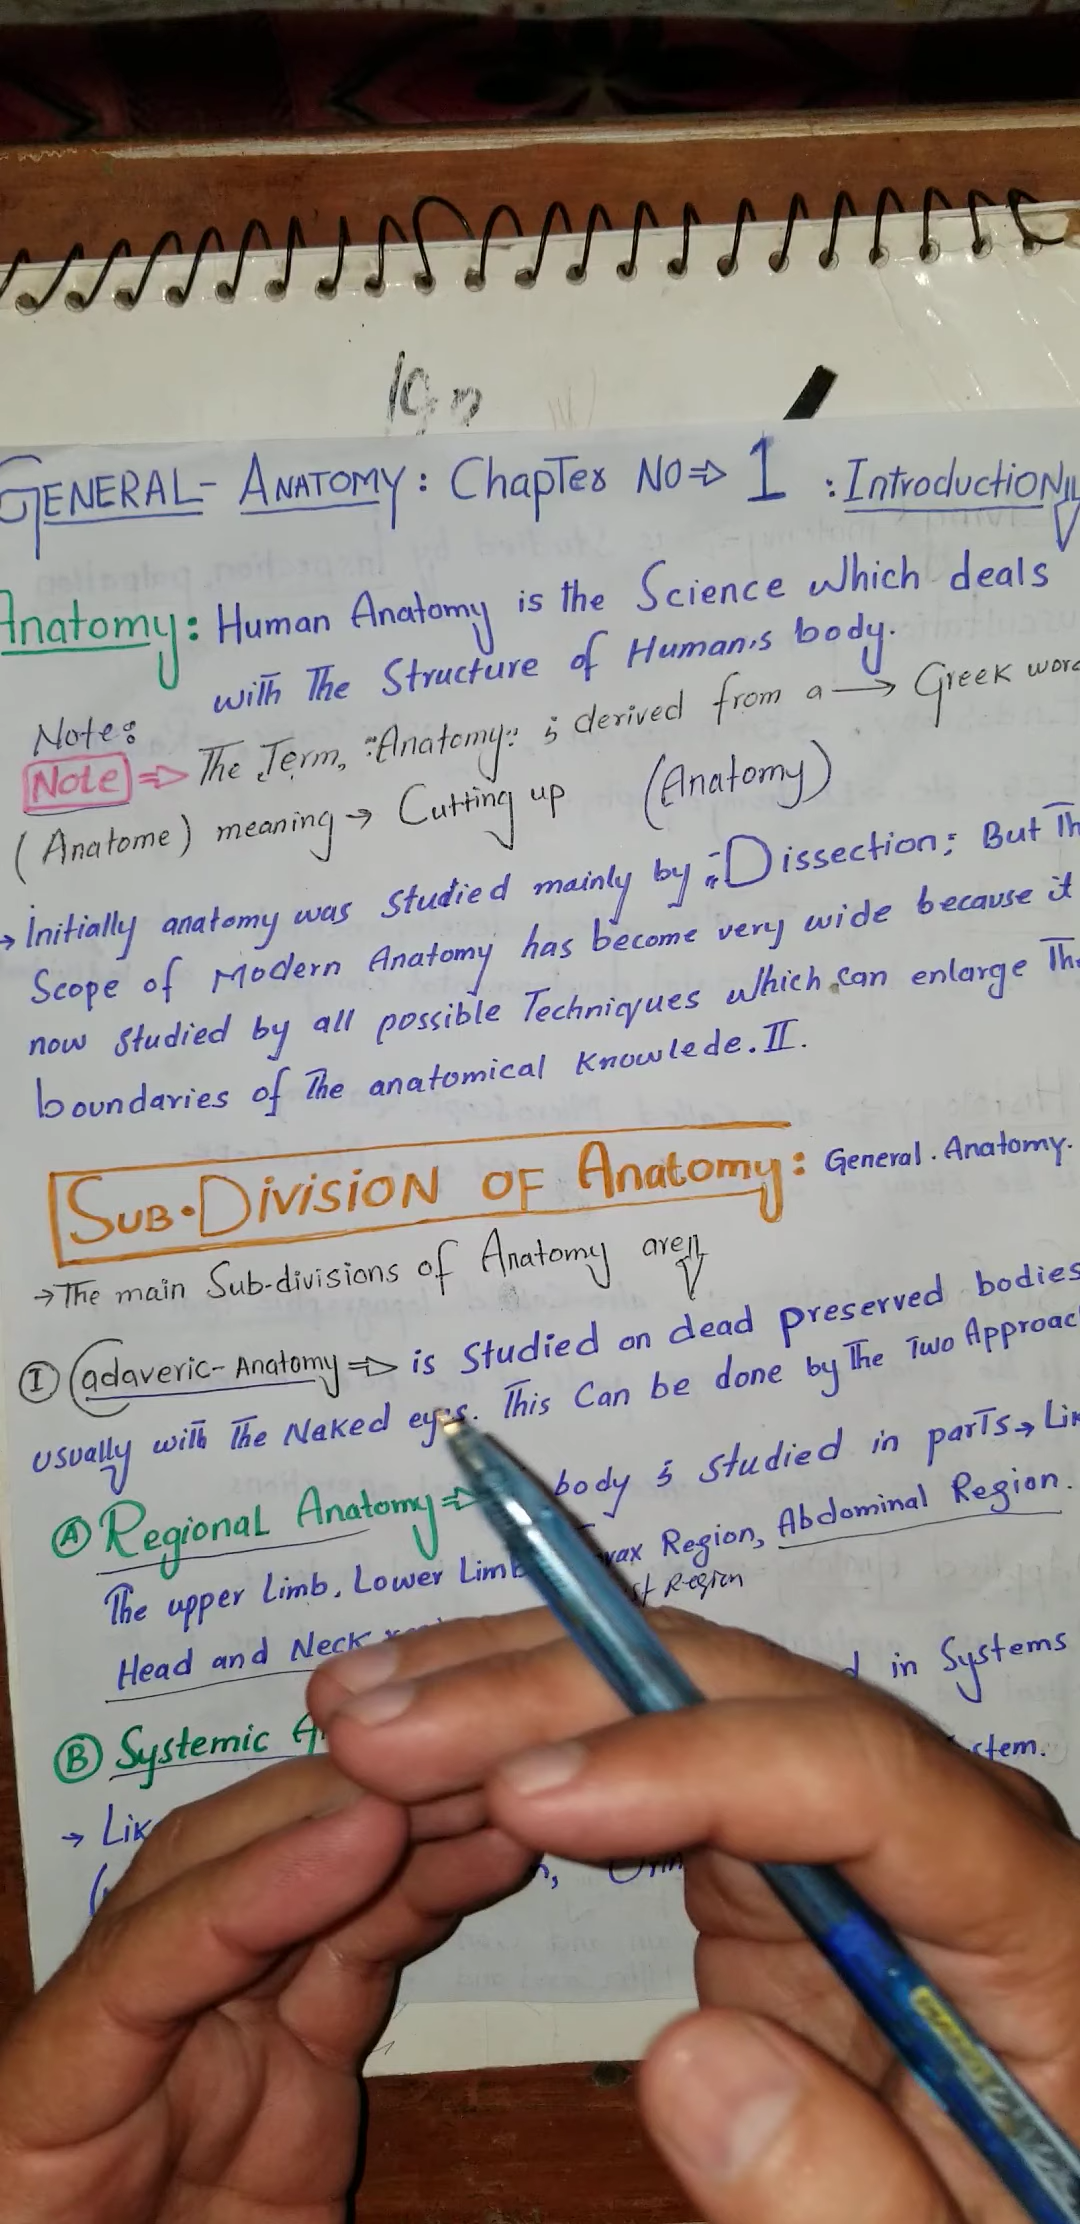 GENERAL- ANATOMY: Chapter NO⇒ 1 : Introduction
Anatomy: Human Anatomy is the Science which deals
with The Structure of Human's body.
Note:
Note ⇒ The Term, "Anatomy" is derived from a → Greek word
(Anatome) meaning → Cutting up (Anatomy)
→ Initially anatomy was studied mainly by "Dissection; But Th
Scope of Modern Anatomy has become very wide because it
now studied by all possible Techniques which can enlarge The
boundaries of The anatomical Knowlede. II.
SUB-DIVISION OF Anatomy: General. Anatomy.
→ The main Sub-divisions of Anatomy are
I Cadaveric-Anatomy ⇒ is studied on dead preserved bodies
usually with The Naked eyes. This Can be done by The Two Approac
A Regional Anatomy ⇒ body is studied in parts → Lik
The upper Limb, Lower Limb Region, Abdominal Region.
Region
Head and Neck
in Systems
B Systemic A
stem.
→ Lik